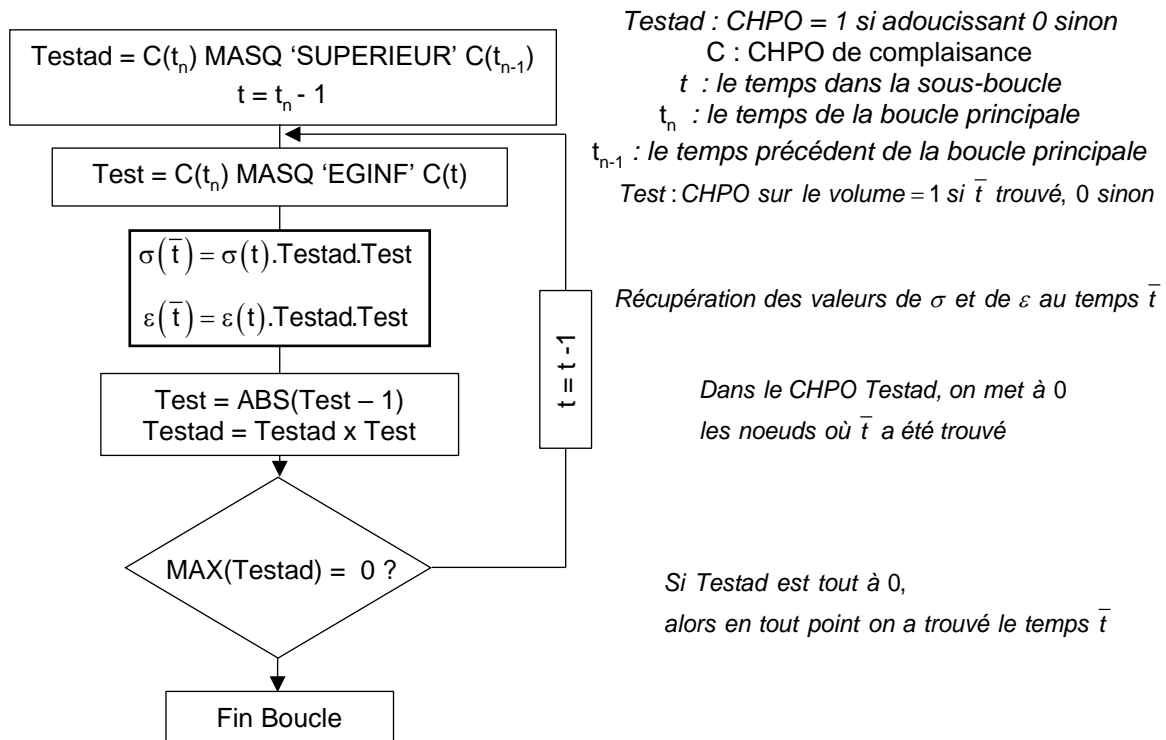 Testad = C(tₙ) MASQ ‘SUPERIEUR’ C(tₙ₋₁)
t = tₙ - 1
Test = C(tₙ) MASQ ‘EGINF’ C(t)
σ(t̅) = σ(t).Testad.Test
ε(t̅) = ε(t).Testad.Test
Test = ABS(Test – 1)
Testad = Testad x Test
MAX(Testad) = 0 ?
Fin Boucle
t = t -1
Testad : CHPO = 1 si adoucissant 0 sinon
C : CHPO de complaisance
t : le temps dans la sous-boucle
tₙ : le temps de la boucle principale
tₙ₋₁ : le temps précédent de la boucle principale
Test : CHPO sur le volume = 1 si t̅ trouvé, 0 sinon
Récupération des valeurs de σ et de ε au temps t̅
Dans le CHPO Testad, on met à 0
les noeuds où t̅ a été trouvé
Si Testad est tout à 0,
alors en tout point on a trouvé le temps t̅